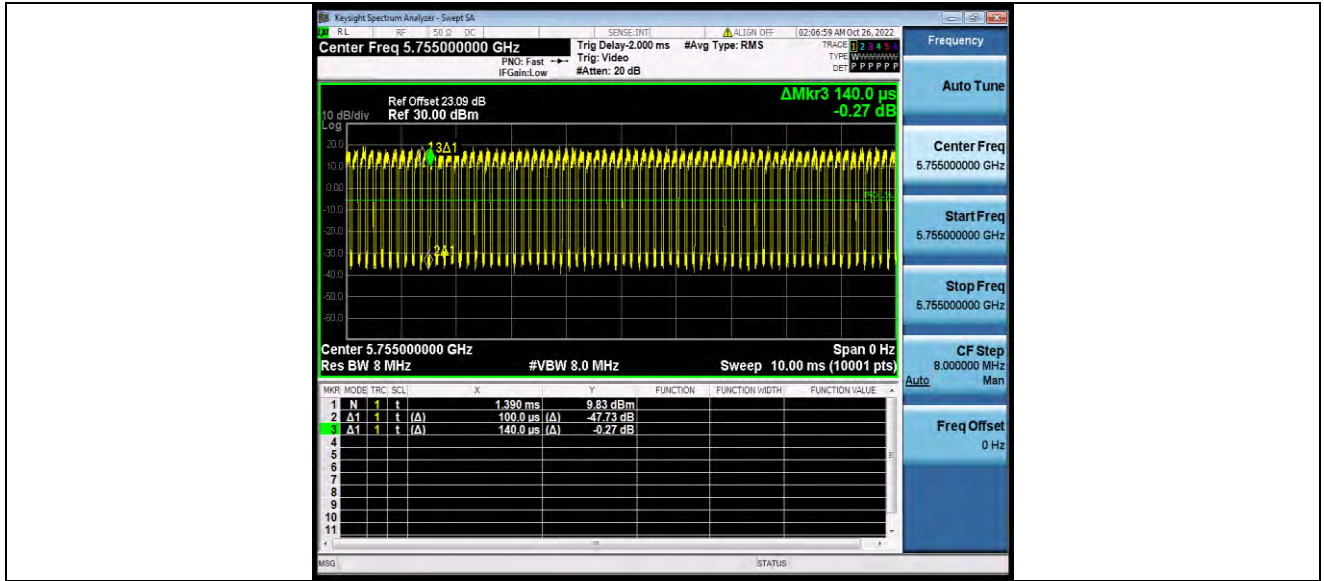 Keysight Spectrum Analyzer - Swept SA
RL RF 50 Ω DC SENSE:INT ALIGN OFF 02:06:59 AM Oct 26, 2022
Center Freq 5.755000000 GHz
PNO: Fast
IFGain:Low
Trig Delay-2.000 ms
Trig: Video
#Atten: 20 dB
#Avg Type: RMS
TRACE 1 2 3 4 5 6
TYPE WWWWWW
DET P P P P P P
ΔMkr3 140.0 µs
-0.27 dB
Ref Offset 23.09 dB
10 dB/div Ref 30.00 dBm
Log
20.0
10.0
0.00
-10.0
-20.0
-30.0
-40.0
-50.0
-60.0
3Δ1
2Δ1
Center 5.755000000 GHz Span 0 Hz
Res BW 8 MHz #VBW 8.0 MHz Sweep 10.00 ms (10001 pts)
MKR MODE TRC SCL X Y FUNCTION FUNCTION WIDTH FUNCTION VALUE
1 N 1 t 1.390 ms 9.83 dBm
2 Δ1 1 t (Δ) 100.0 µs (Δ) -47.73 dB
3 Δ1 1 t (Δ) 140.0 µs (Δ) -0.27 dB
4
5
6
7
8
9
10
11
MSG STATUS
Frequency
Auto Tune
Center Freq
5.755000000 GHz
Start Freq
5.755000000 GHz
Stop Freq
5.755000000 GHz
CF Step
8.000000 MHz
Auto Man
Freq Offset
0 Hz